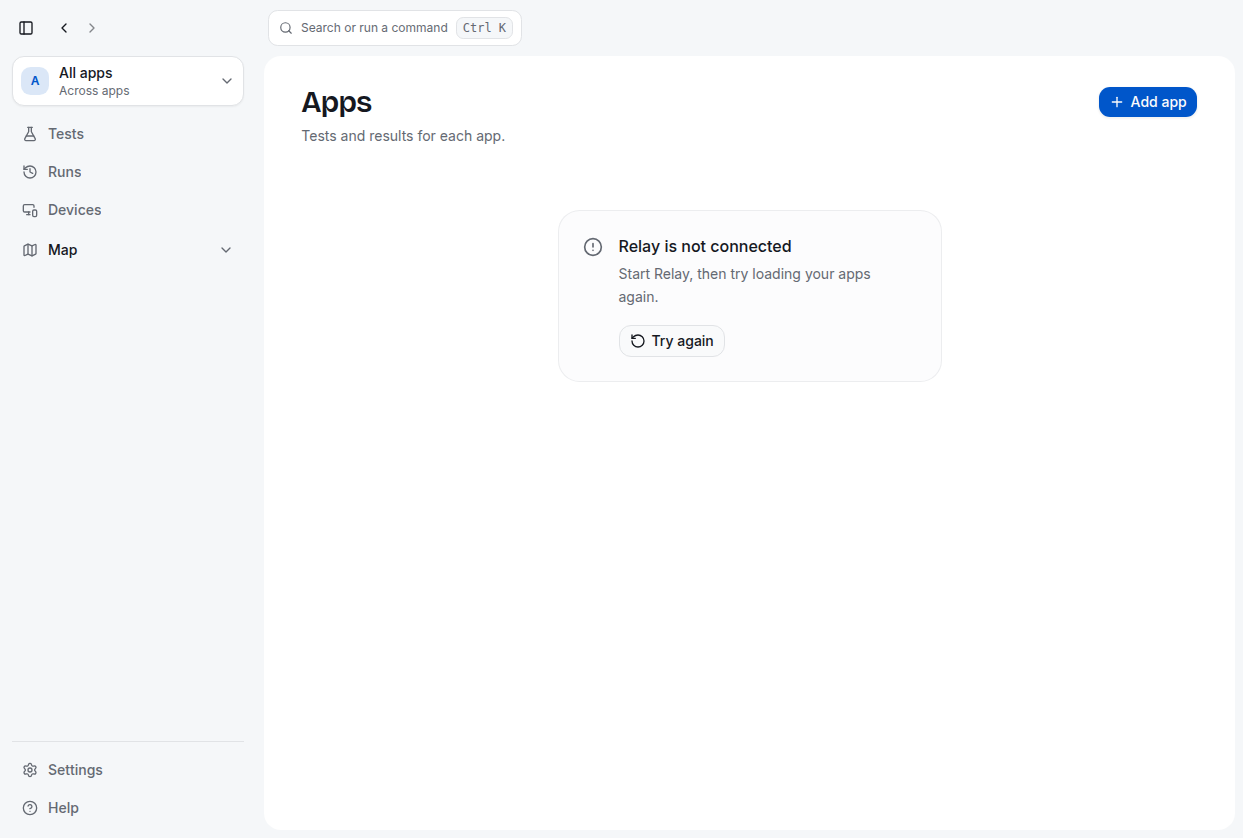 Search or run a command Ctrl K
A
All apps
Across apps
Tests
Runs
Devices
Map
Settings
Help
Apps
Tests and results for each app.
Add app
Relay is not connected
Start Relay, then try loading your apps
again.
Try again